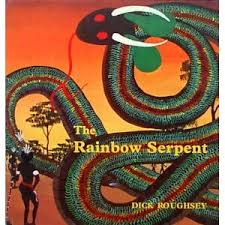 The
Rainbow Serpent
DICK ROUGHSEY